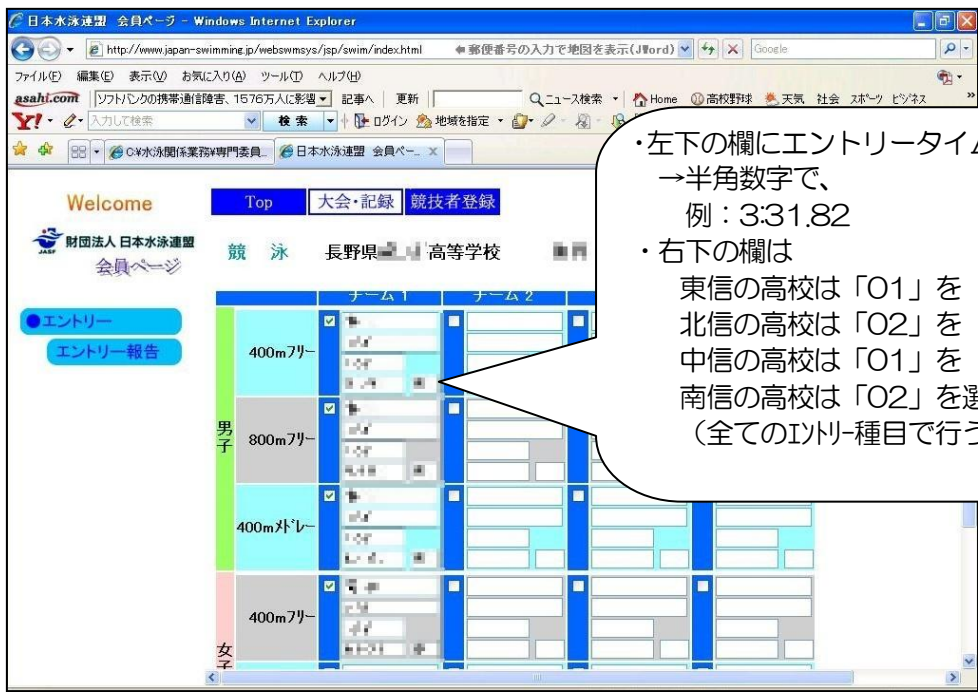 日本水泳連盟 会員ページ - Windows Internet Explorer
http://www.japan-swimming.jp/webswmsys/jsp/swim/index.html
郵便番号の入力で地図を表示(JWord)
Google
ファイル(F) 編集(E) 表示(V) お気に入り(A) ツール(T) ヘルプ(H)
asahi.com ソフトバンクの携帯通信障害、1576万人に影響 記事へ 更新 ニュース検索 Home 高校野球 天気 社会 スポーツ ビジネス »
Y! 入力して検索 検索 ログイン 地域を指定
C:¥水泳関係業務¥専門委員... 日本水泳連盟 会員ペー... X
Welcome
Top 大会・記録 競技者登録
財団法人 日本水泳連盟
JASF
会員ページ
競 泳 長野県 高等学校
●エントリー
エントリー報告
チーム 1 チーム 2
男子
400mフリー
800mフリー
400mメドレー
女子
400mフリー
・左下の欄にエントリータイム
→半角数字で、
例：3:31.82
・右下の欄は
東信の高校は「01」を
北信の高校は「02」を
中信の高校は「01」を
南信の高校は「02」を選
（全てのエントリー種目で行う